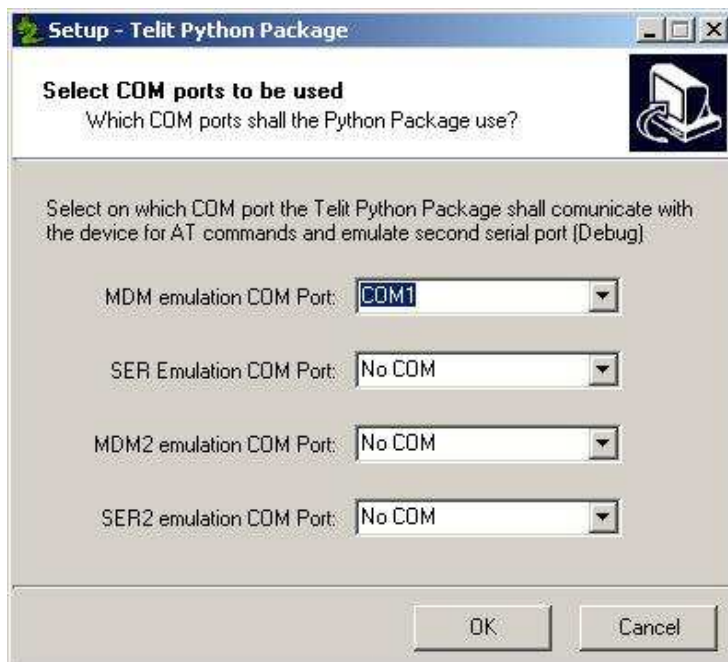 Setup - Telit Python Package
Select COM ports to be used
Which COM ports shall the Python Package use?
Select on which COM port the Telit Python Package shall comunicate with
the device for AT commands and emulate second serial port (Debug)
MDM emulation COM Port: COM1
SER Emulation COM Port: No COM
MDM2 emulation COM Port: No COM
SER2 emulation COM Port: No COM
OK Cancel